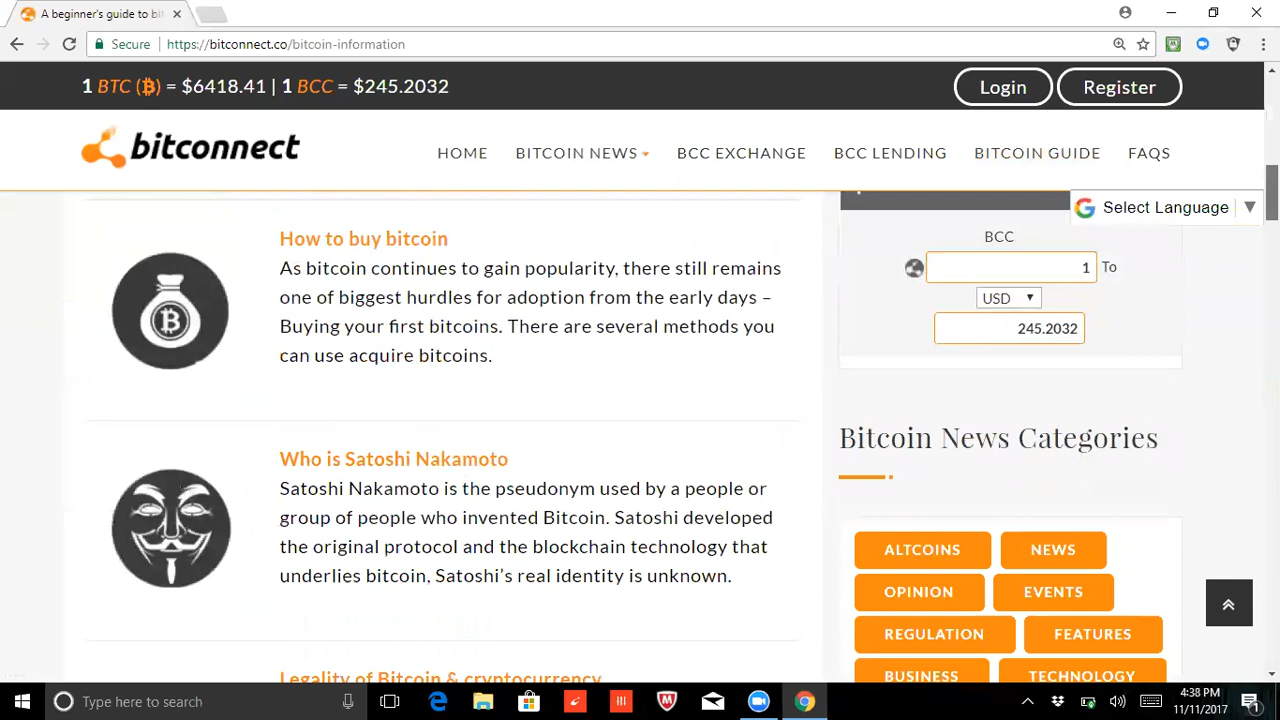 A beginner's guide to bit
Secure | https://bitconnect.co/bitcoin-information
1 BTC (₿) = $6418.41 | 1 BCC = $245.2032
Login
Register
bitconnect
HOME
BITCOIN NEWS
BCC EXCHANGE
BCC LENDING
BITCOIN GUIDE
FAQS
Select Language
How to buy bitcoin
As bitcoin continues to gain popularity, there still remains
one of biggest hurdles for adoption from the early days –
Buying your first bitcoins. There are several methods you
can use acquire bitcoins.
BCC
1 To
USD
245.2032
Who is Satoshi Nakamoto
Satoshi Nakamoto is the pseudonym used by a people or
group of people who invented Bitcoin. Satoshi developed
the original protocol and the blockchain technology that
underlies bitcoin, Satoshi's real identity is unknown.
Bitcoin News Categories
ALTCOINS
NEWS
OPINION
EVENTS
REGULATION
FEATURES
BUSINESS
TECHNOLOGY
Legality of Bitcoin & cryptocurrency
Type here to search
4:38 PM
11/11/2017